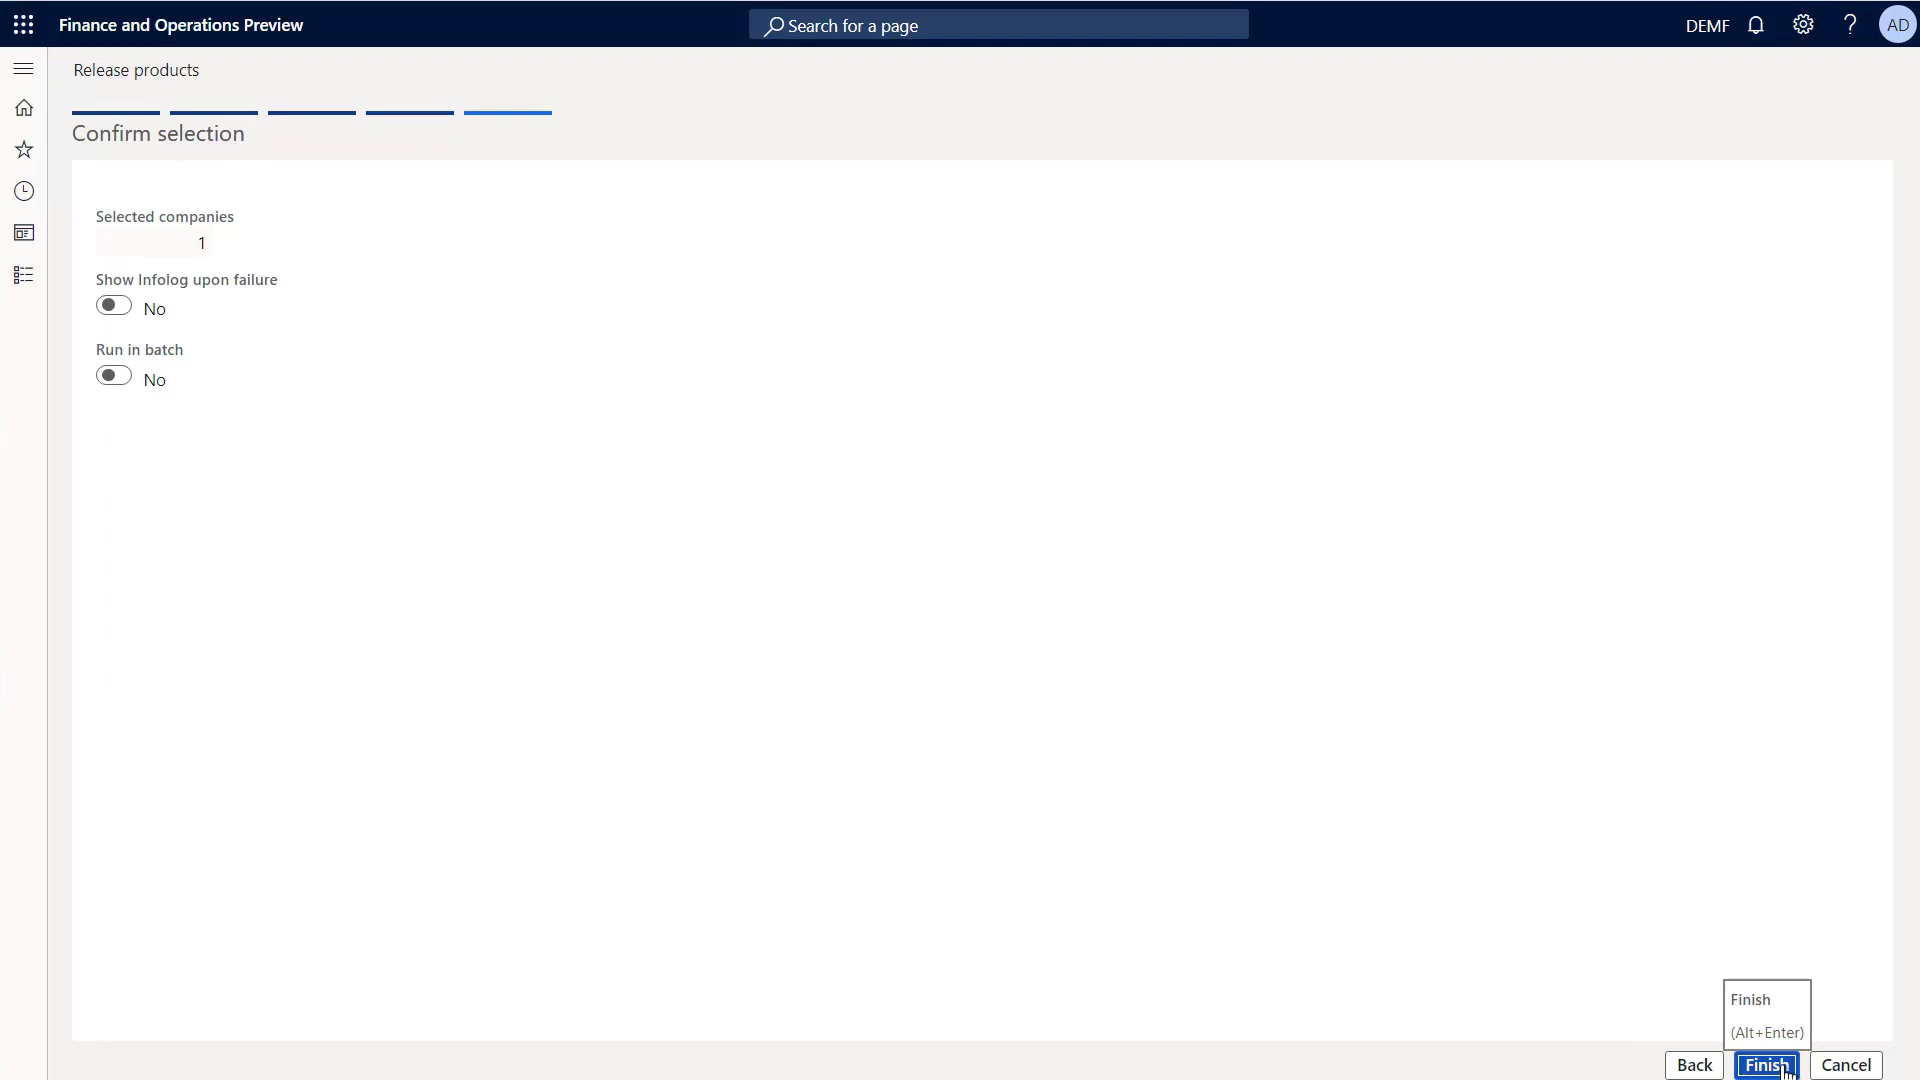 Finance and Operations Preview
Search for a page
DEMF
AD
Release products
Confirm selection
Selected companies
1
Show Infolog upon failure
No
Run in batch
No
Finish
(Alt+Enter)
Back
Finish
Cancel